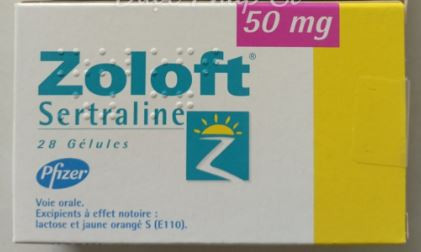 50 mg
Zoloft®
Sertraline
28 Gélules
Pfizer
Voie orale.
Excipients à effet notoire :
lactose et jaune orangé S (E110).